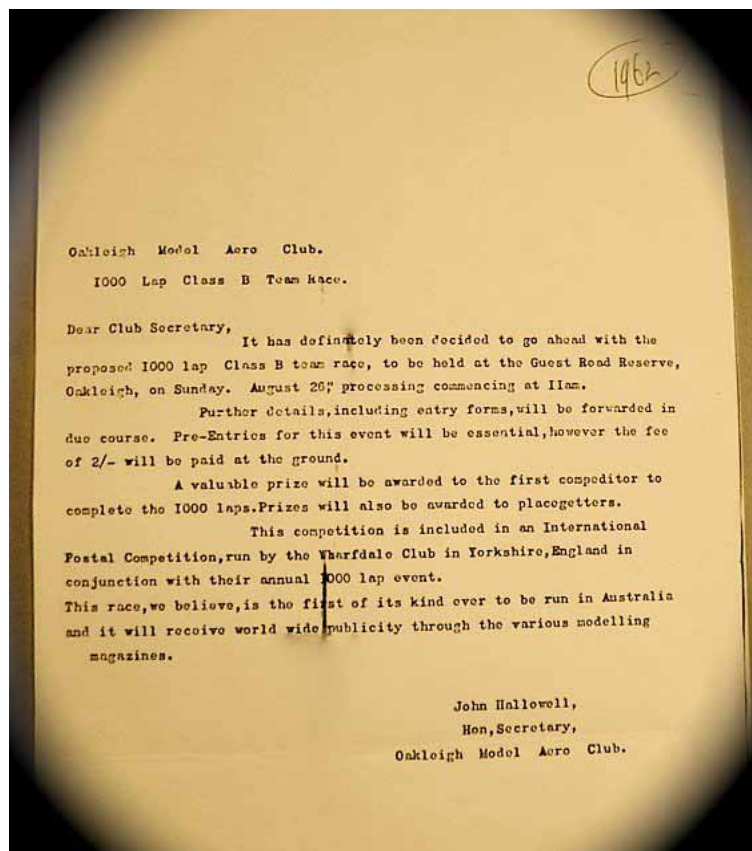 1962
Oakleigh Model Aero Club.
I000 Lap Class B Team Race.
Dear Club Secretary,
It has definately been decided to go ahead with the
proposed I000 lap Class B team race, to be held at the Guest Road Reserve,
Oakleigh, on Sunday. August 26," processing commencing at IIam.
Further details,including entry forms,will be forwarded in
due course. Pre-Entries for this event will be essential,however the fee
of 2/- will be paid at the ground.
A valuable prize will be awarded to the first compeditor to
complete the I000 laps.Prizes will also be awarded to placegetters.
This competition is included in an International
Postal Competition,run by the Wharfdale Club in Yorkshire,England in
conjunction with their annual I000 lap event.
This race,we believe,is the first of its kind ever to be run in Australia
and it will receive world wide publicity through the various modelling
magazines.
John Hallowell,
Hon,Secretary,
Oakleigh Model Aero Club.